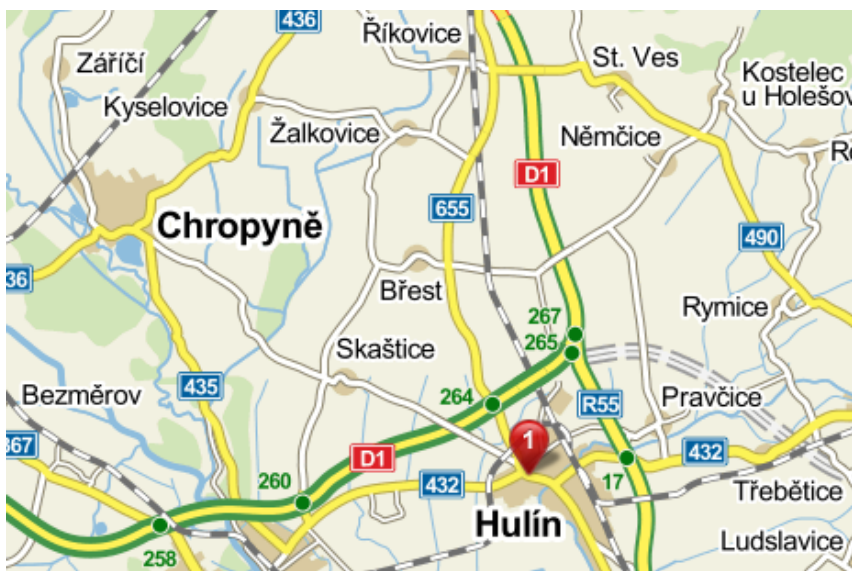 436
Říkovice
Záříčí
St. Ves
Kostelec
u Holešov
Kyselovice
Žalkovice
Němčice
D1
655
Chropyně
490
36
Břest
267
265
Rymice
Skaštice
435
Bezměrov
264
R55
Pravčice
367
1
D1
432
432
260
17
Třebětice
Hulín
258
Ludslavice